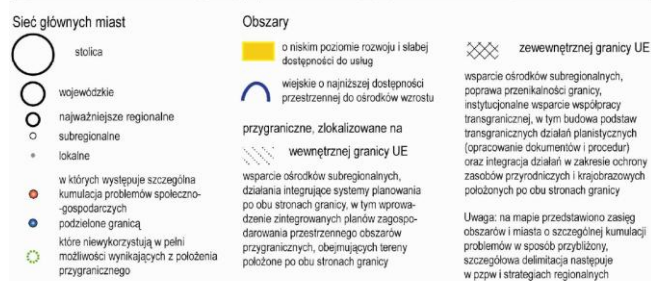 Sieć głównych miast
stolica
wojewódzkie
najważniejsze regionalne
subregionalne
lokalne
w których występuje szczególna
kumulacja problemów społeczno-
-gospodarczych
podzielone granicą
które niewykorzystują w pełni
możliwości wynikających z położenia
przygranicznego
Obszary
o niskim poziomie rozwoju i słabej
dostępności do usług
wiejskie o najniższej dostępności
przestrzennej do ośrodków wzrostu
przygraniczne, zlokalizowane na
wewnętrznej granicy UE
wsparcie ośrodków subregionalnych,
działania integrujące systemy planowania
po obu stronach granicy, w tym wprowa-
dzenie zintegrowanych planów zagospo-
darowania przestrzennego obszarów
przygranicznych, obejmujących tereny
położone po obu stronach granicy
zewewnętrznej granicy UE
wsparcie ośrodków subregionalnych,
poprawa przenikalności granicy,
instytucjonalne wsparcie współpracy
transgranicznej, w tym budowa podstaw
transgranicznych działań planistycznych
(opracowanie dokumentów i procedur)
oraz integracja działań w zakresie ochrony
zasobów przyrodniczych i krajobrazowych
położonych po obu stronach granicy
Uwaga: na mapie przedstawiono zasięg
obszarów i miasta o szczególnej kumulacji
problemów w sposób przybliżony,
szczegółowa delimitacja następuje
w pzpw i strategiach regionalnych